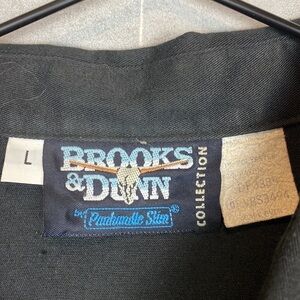 L
BROOKS
& DUNN
COLLECTION
by Panhandle Slim®